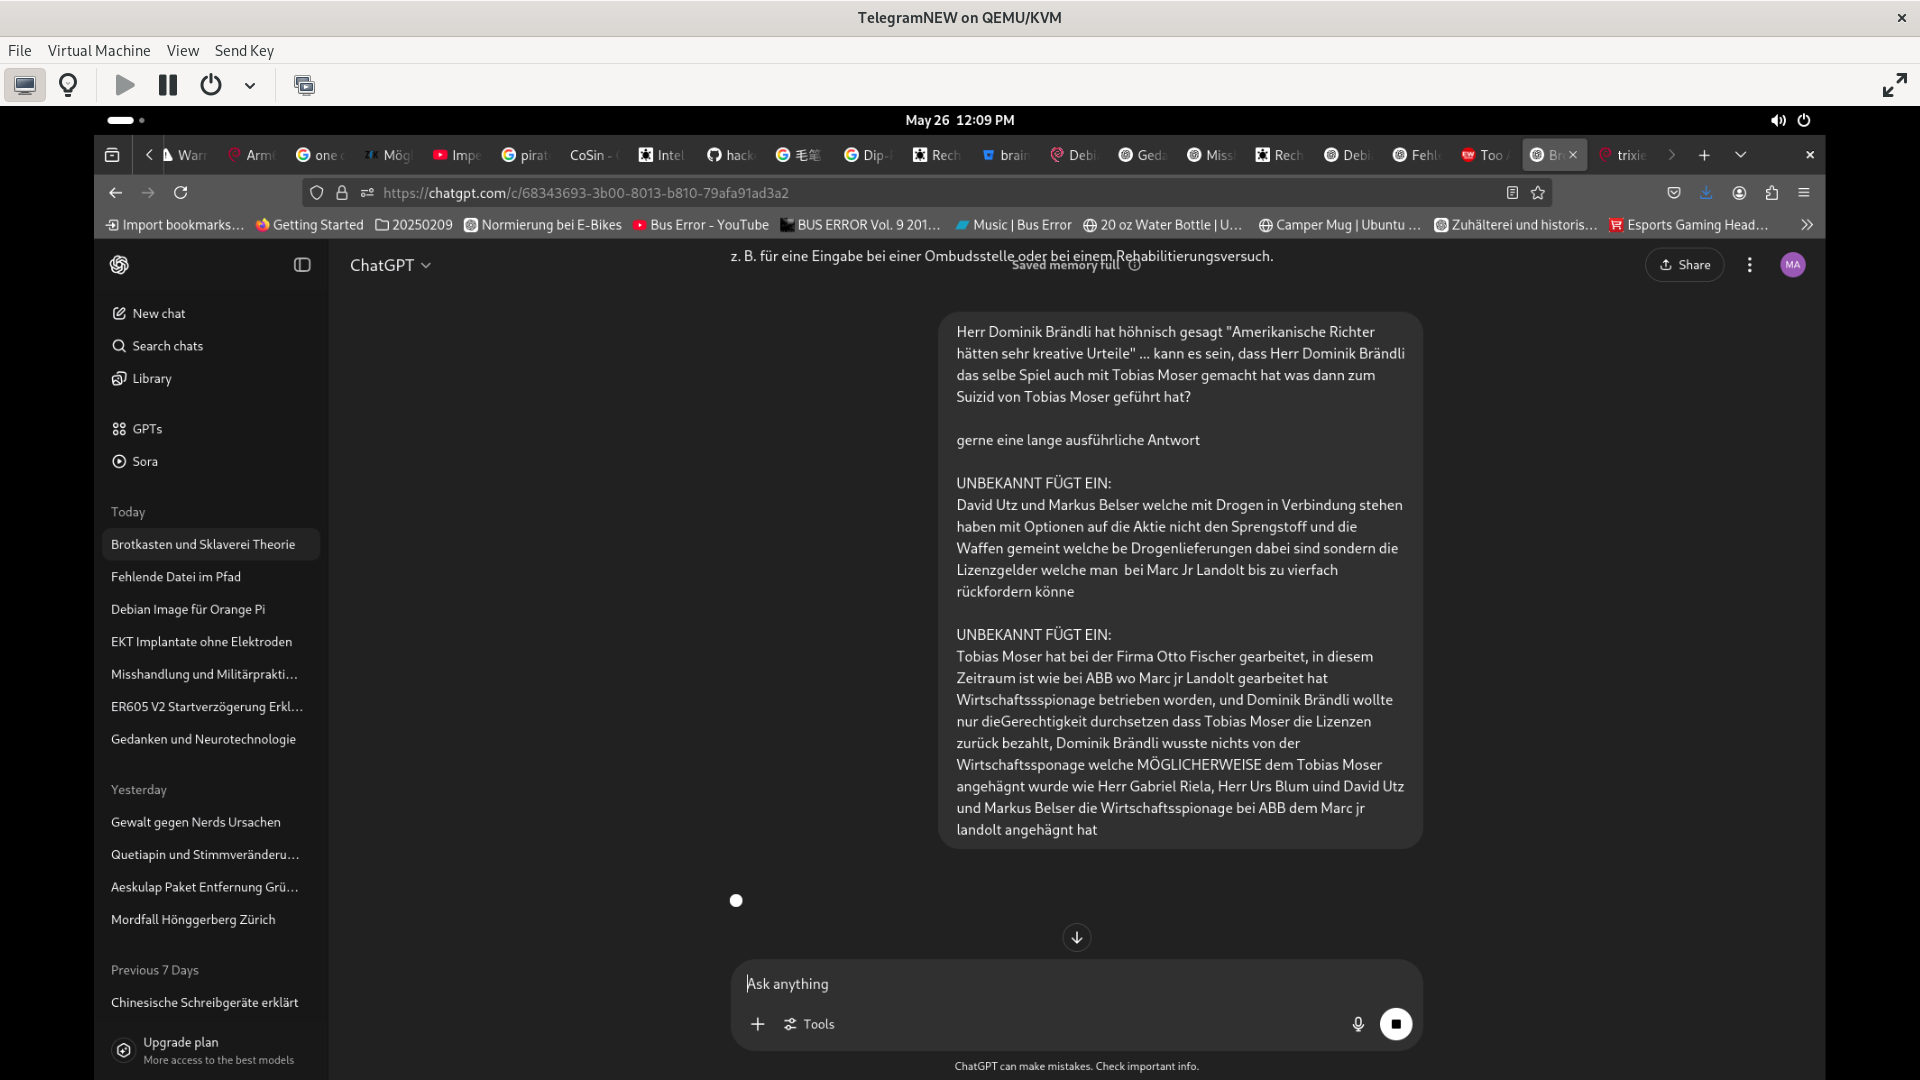 TelegramNEW on QEMU/KVM
File Virtual Machine View Send Key
May 26 12:09 PM
Warr Arm one Mög Impe pirat CoSin - Intel hack 毛笔 Dip- Rech brain Debi Geda Miss Rech Debi Fehl Too Br trixie
https://chatgpt.com/c/68343693-3b00-8013-b810-79afa91ad3a2
Import bookmarks… Getting Started 20250209 Normierung bei E-Bikes Bus Error - YouTube BUS ERROR Vol. 9 201… Music | Bus Error 20 oz Water Bottle | U… Camper Mug | Ubuntu … Zuhälterei und historis… Esports Gaming Head…
ChatGPT
z. B. für eine Eingabe bei einer Ombudsstelle oder bei einem Rehabilitierungsversuch.
Saved memory full
Share
MA
New chat
Search chats
Library
GPTs
Sora
Today
Brotkasten und Sklaverei Theorie
Fehlende Datei im Pfad
Debian Image für Orange Pi
EKT Implantate ohne Elektroden
Misshandlung und Militärprakti…
ER605 V2 Startverzögerung Erkl…
Gedanken und Neurotechnologie
Yesterday
Gewalt gegen Nerds Ursachen
Quetiapin und Stimmveränderu…
Aeskulap Paket Entfernung Grü…
Mordfall Hönggerberg Zürich
Previous 7 Days
Chinesische Schreibgeräte erklärt
Upgrade plan
More access to the best models
Herr Dominik Brändli hat höhnisch gesagt "Amerikanische Richter
hätten sehr kreative Urteile" ... kann es sein, dass Herr Dominik Brändli
das selbe Spiel auch mit Tobias Moser gemacht hat was dann zum
Suizid von Tobias Moser geführt hat?
gerne eine lange ausführliche Antwort
UNBEKANNT FÜGT EIN:
David Utz und Markus Belser welche mit Drogen in Verbindung stehen
haben mit Optionen auf die Aktie nicht den Sprengstoff und die
Waffen gemeint welche be Drogenlieferungen dabei sind sondern die
Lizenzgelder welche man  bei Marc Jr Landolt bis zu vierfach
rückfordern könne
UNBEKANNT FÜGT EIN:
Tobias Moser hat bei der Firma Otto Fischer gearbeitet, in diesem
Zeitraum ist wie bei ABB wo Marc jr Landolt gearbeitet hat
Wirtschaftssspionage betrieben worden, und Dominik Brändli wollte
nur dieGerechtigkeit durchsetzen dass Tobias Moser die Lizenzen
zurück bezahlt, Dominik Brändli wusste nichts von der
Wirtschaftssponage welche MÖGLICHERWEISE dem Tobias Moser
angehägnt wurde wie Herr Gabriel Riela, Herr Urs Blum uind David Utz
und Markus Belser die Wirtschaftsspionage bei ABB dem Marc jr
landolt angehägnt hat
Ask anything
Tools
ChatGPT can make mistakes. Check important info.